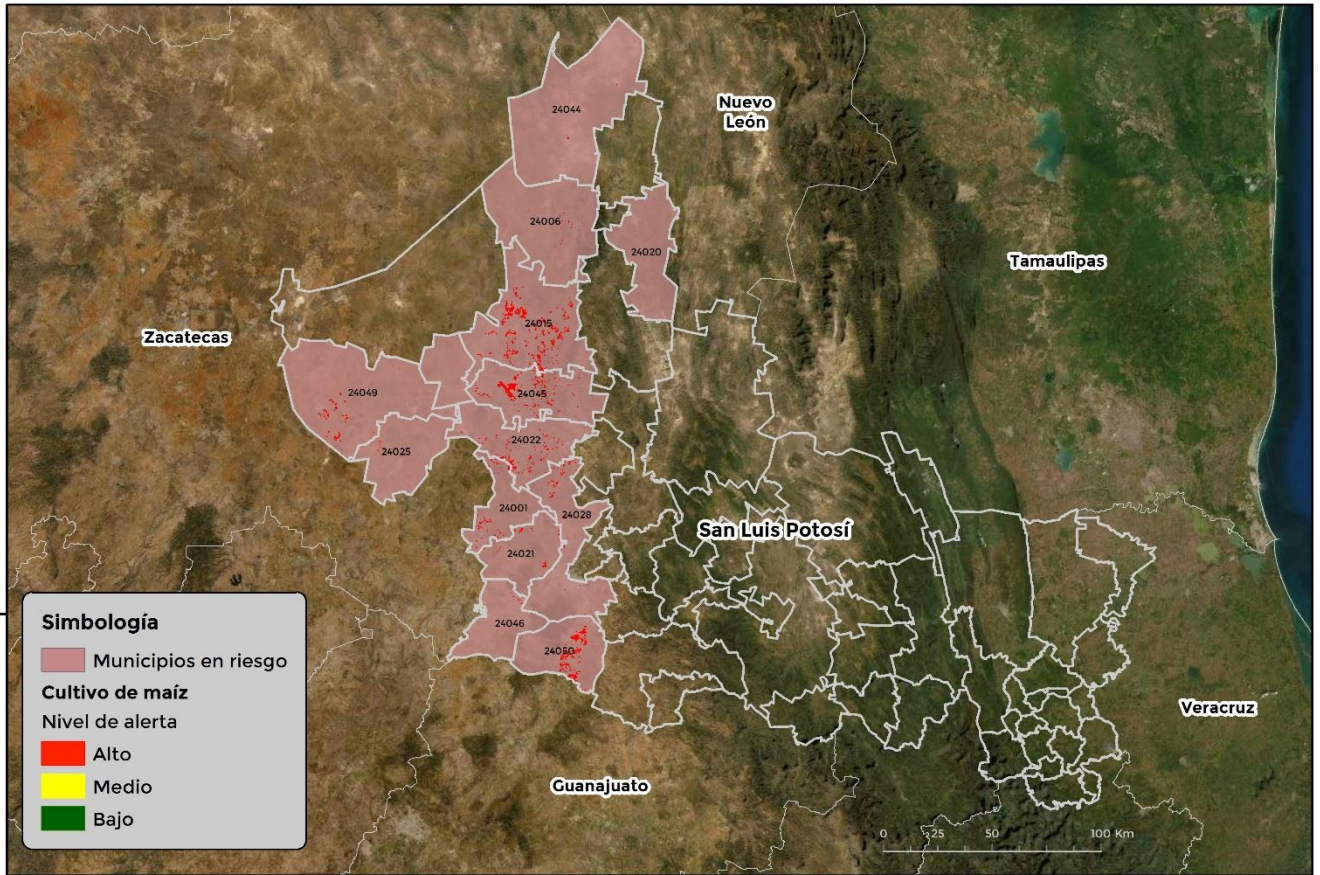 24044
Nuevo
León
24006
24020
Tamaulipas
24015
Zacatecas
24049
24045
24022
24025
24001
24028
San Luis Potosí
24021
24046
24050
Veracruz
Guanajuato
Simbología
Municipios en riesgo
Cultivo de maíz
Nivel de alerta
Alto
Medio
Bajo
0 25 50 100 Km